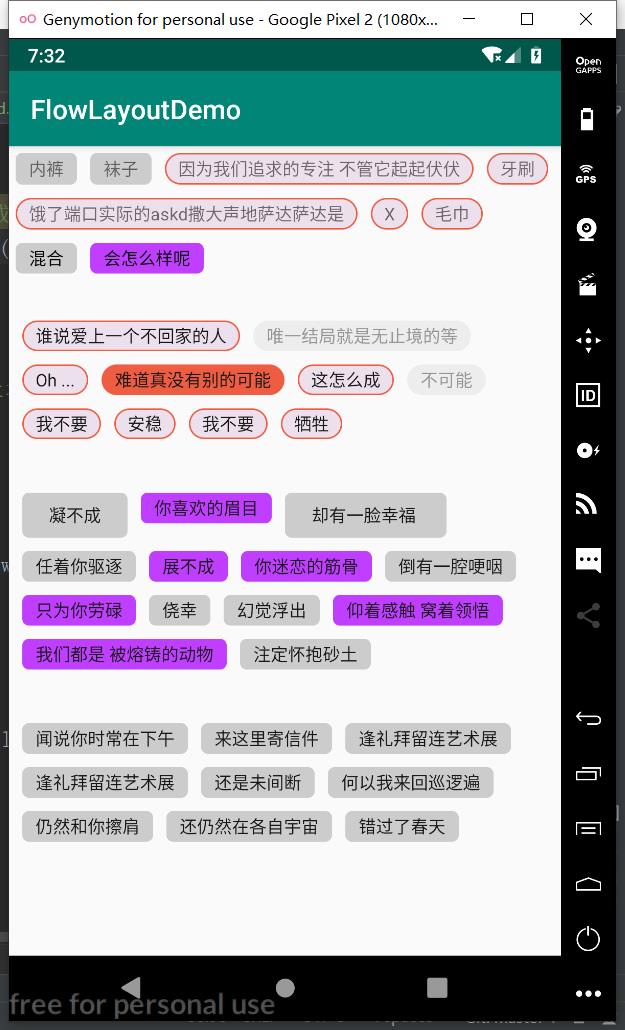 Genymotion for personal use - Google Pixel 2 (1080x...
7:32
Open
GAPPS
FlowLayoutDemo
内裤 袜子 因为我们追求的专注 不管它起起伏伏 牙刷
GPS
饿了端口实际的askd撒大声地萨达萨达是 X 毛巾
混合 会怎么样呢
谁说爱上一个不回家的人 唯一结局就是无止境的等
Oh ... 难道真没有别的可能 这怎么成 不可能
ID
我不要 安稳 我不要 牺牲
凝不成 你喜欢的眉目 却有一脸幸福
任着你驱逐 展不成 你迷恋的筋骨 倒有一腔哽咽
只为你劳碌 侥幸 幻觉浮出 仰着感触 窝着领悟
我们都是 被熔铸的动物 注定怀抱砂土
闻说你时常在下午 来这里寄信件 逢礼拜留连艺术展
逢礼拜留连艺术展 还是未间断 何以我来回巡逻遍
仍然和你擦肩 还仍然在各自宇宙 错过了春天
free for personal use